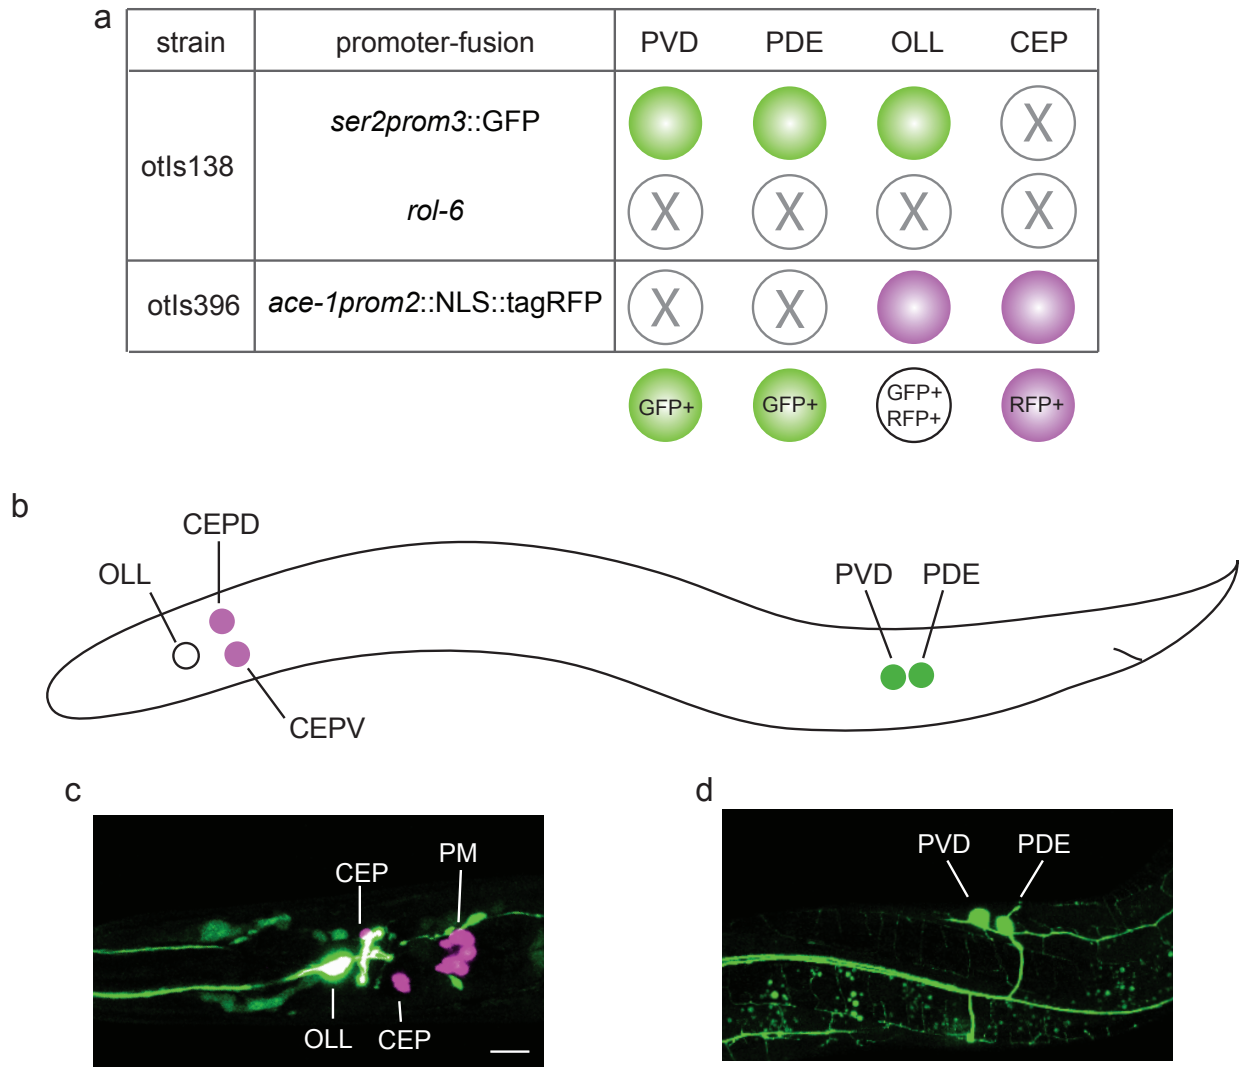 a
strain promoter-fusion PVD PDE OLL CEP
otIs138 ser2prom3::GFP X
rol-6 X X X X
otIs396 ace-1prom2::NLS::tagRFP X X
GFP+ GFP+ GFP+ RFP+ RFP+
b
CEPD
OLL
PVD PDE
CEPV
c
CEP PM
OLL CEP
d
PVD PDE